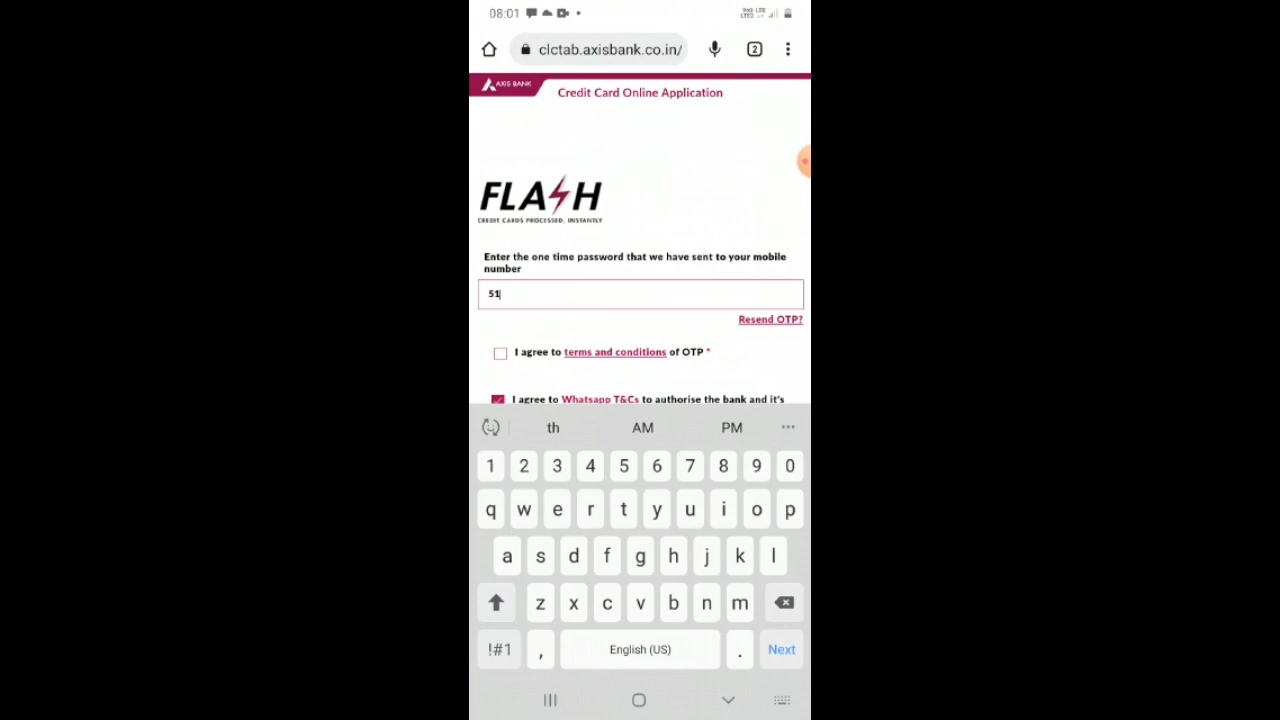 08:01
LTE2
2
clctab.axisbank.co.in/
AXIS BANK
Credit Card Online Application
FLASH
CREDIT CARDS PROCESSED, INSTANTLY
Enter the one time password that we have sent to your mobile
number
51
Resend OTP?
I agree to terms and conditions of OTP *
I agree to Whatsapp T&Cs to authorise the bank and it's
th AM PM
1 2 3 4 5 6 7 8 9 0
q w e r t y u i o p
a s d f g h j k l
z x c v b n m
!#1 , English (US) . Next